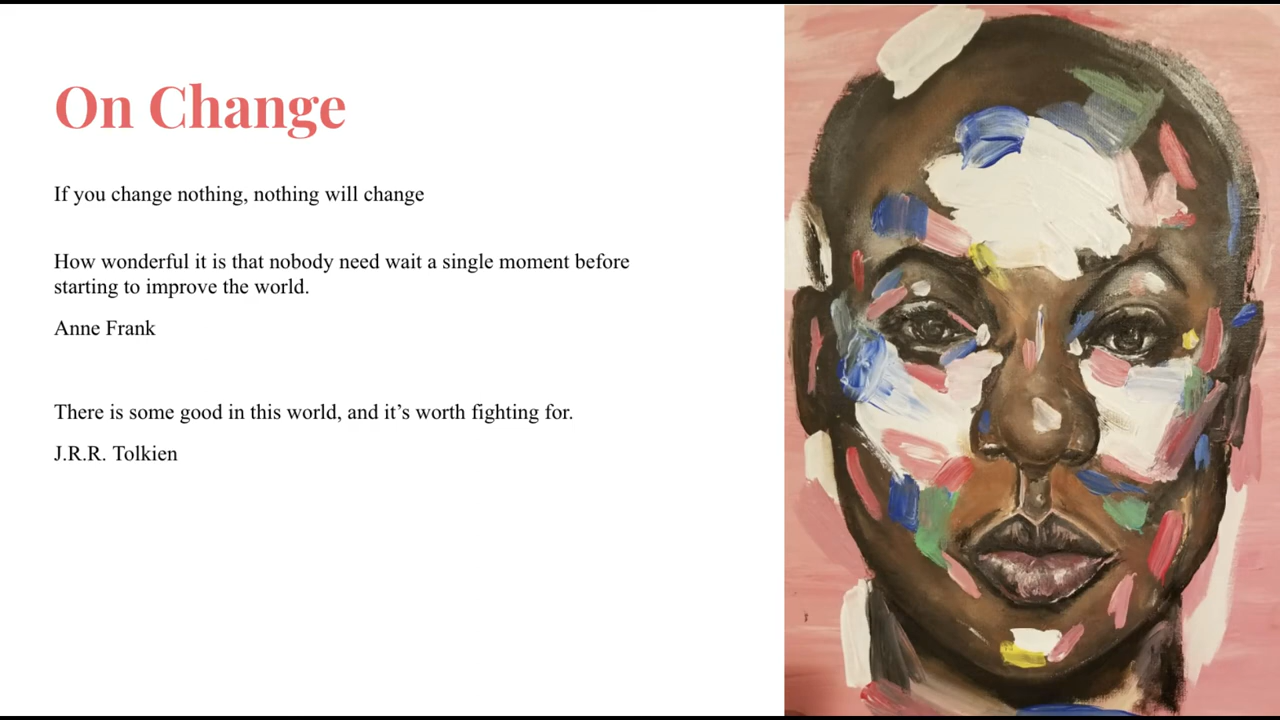 On Change
If you change nothing, nothing will change
How wonderful it is that nobody need wait a single moment before
starting to improve the world.
Anne Frank
There is some good in this world, and it’s worth fighting for.
J.R.R. Tolkien